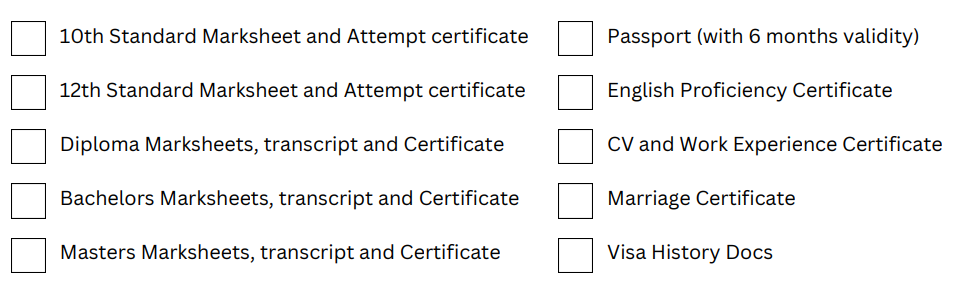 10th Standard Marksheet and Attempt certificate
12th Standard Marksheet and Attempt certificate
Diploma Marksheets, transcript and Certificate
Bachelors Marksheets, transcript and Certificate
Masters Marksheets, transcript and Certificate
Passport (with 6 months validity)
English Proficiency Certificate
CV and Work Experience Certificate
Marriage Certificate
Visa History Docs